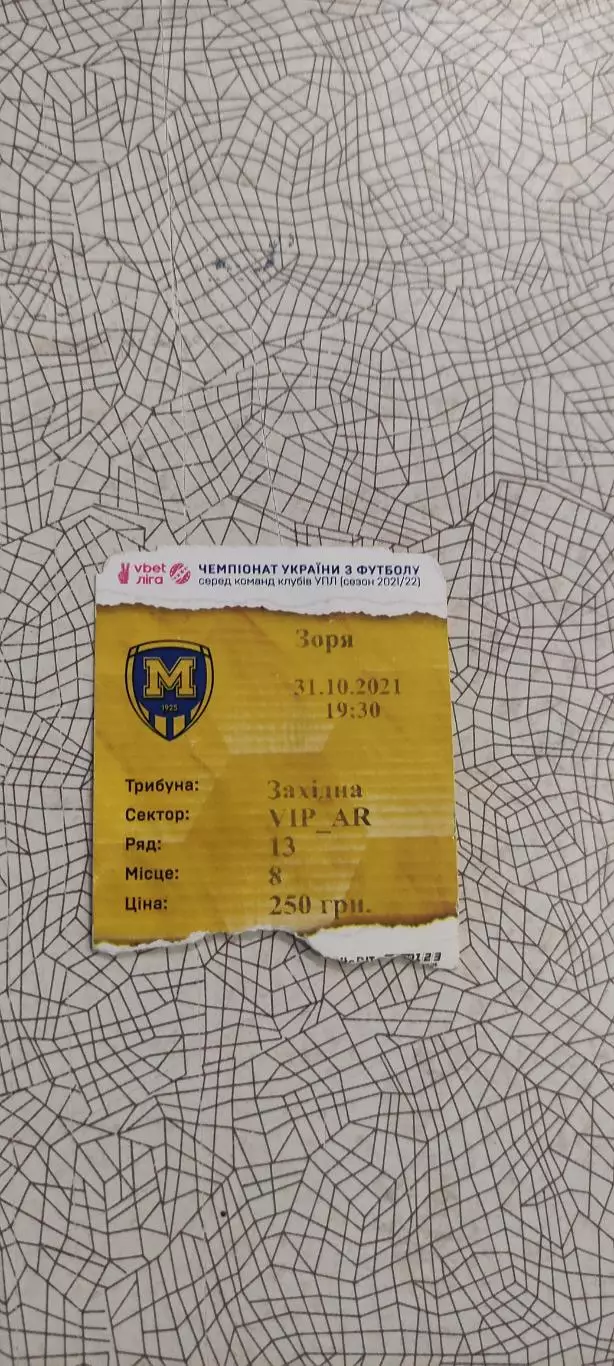 vbet
ліга
ЧЕМПІОНАТ УКРАЇНИ З ФУТБОЛУ
серед команд клубів УПЛ (сезон 2021/22)
Зоря
M
1925
31.10.2021
19:30
Трибуна: Західна
Сектор: VIP_AR
Ряд: 13
Місце: 8
Ціна: 250 грн.